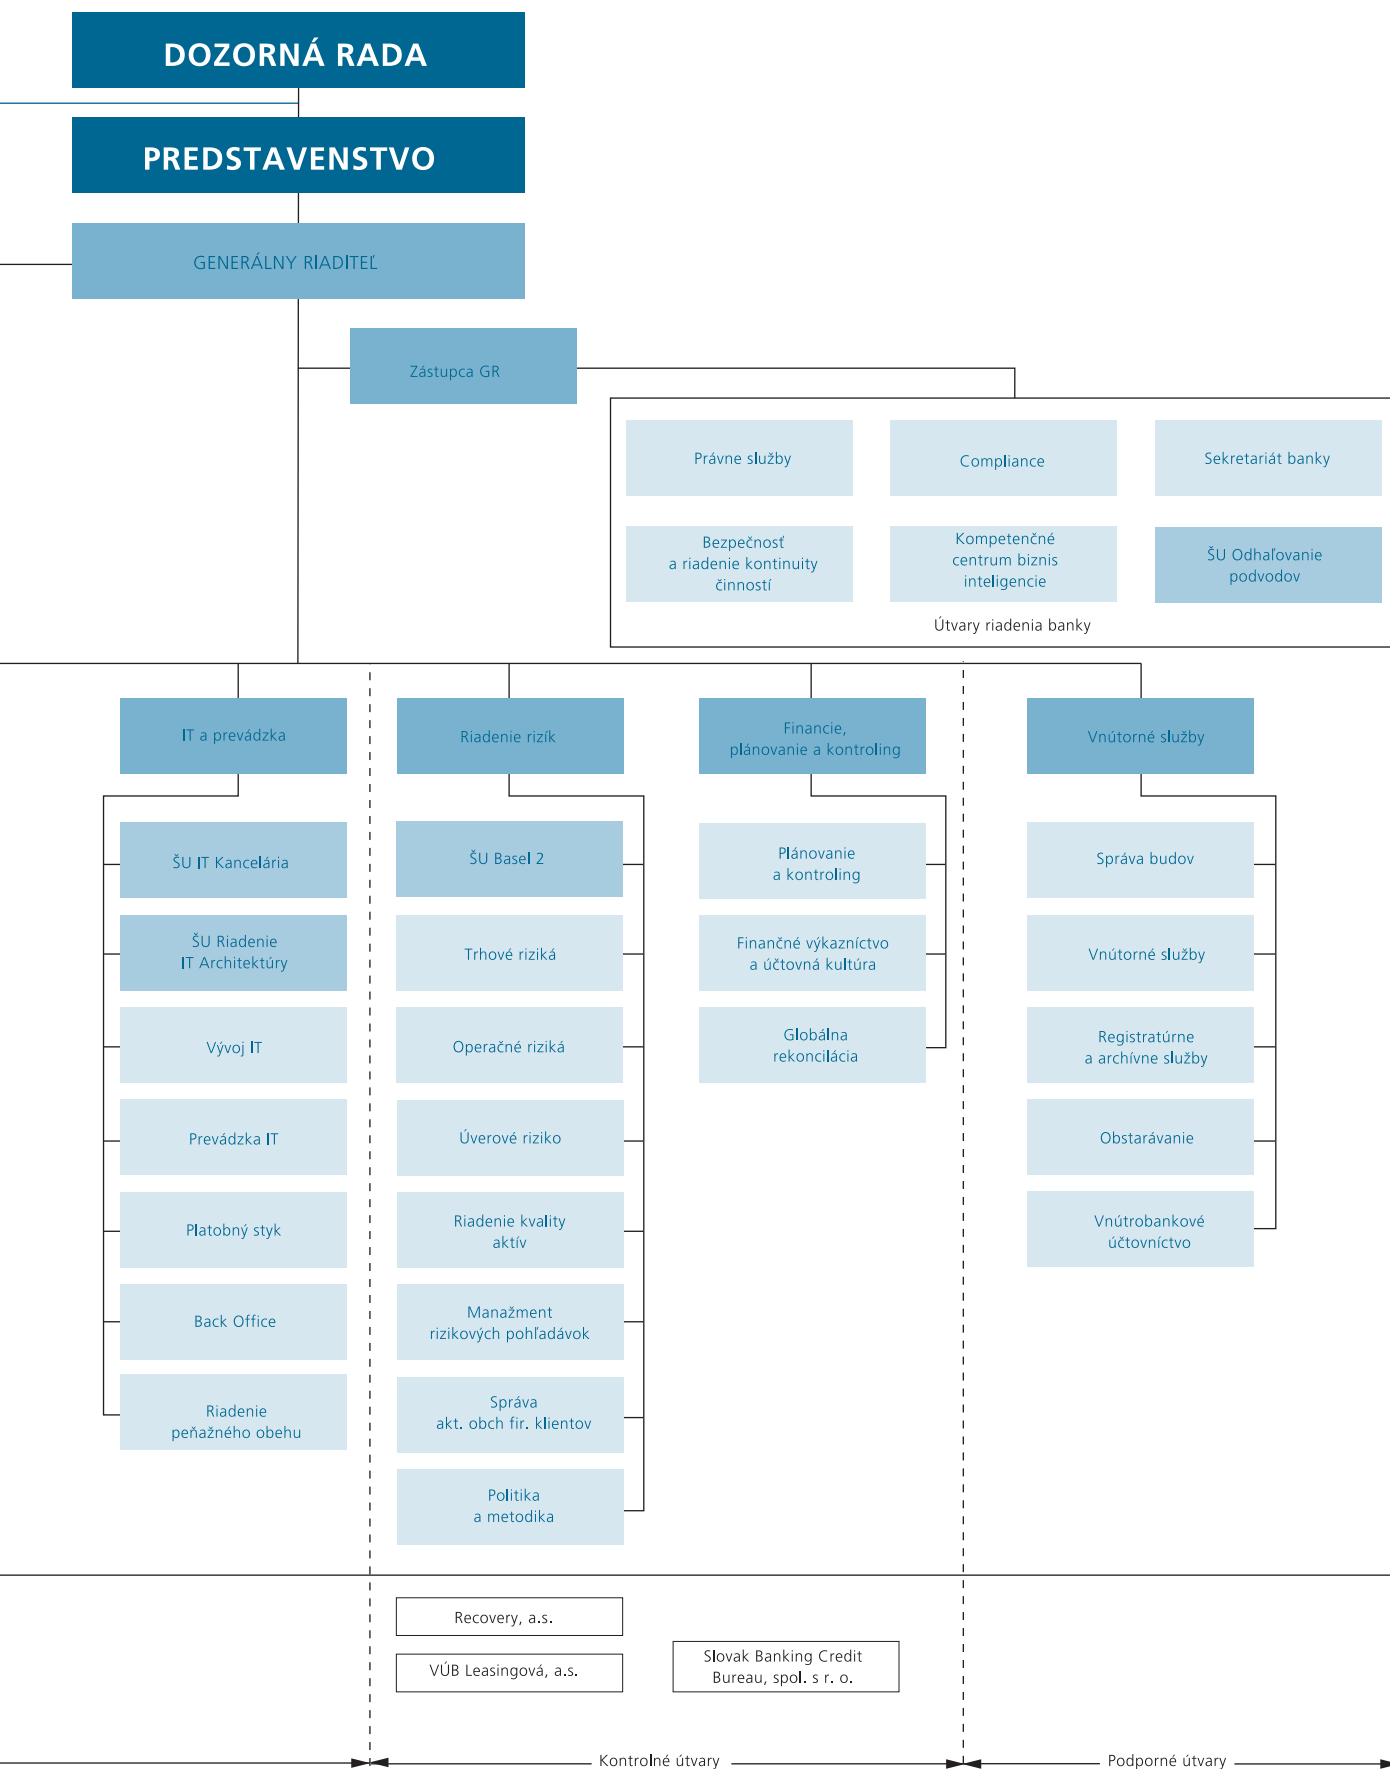 DOZORNÁ RADA
PREDSTAVENSTVO
GENERÁLNY RIADITEĽ
Zástupca GR
Právne služby
Compliance
Sekretariát banky
Bezpečnosť
a riadenie kontinuity
činností
Kompetenčné
centrum biznis
inteligencie
ŠU Odhaľovanie
podvodov
Útvary riadenia banky
IT a prevádzka
ŠU IT Kancelária
ŠU Riadenie
IT Architektúry
Vývoj IT
Prevádzka IT
Platobný styk
Back Office
Riadenie
peňažného obehu
Riadenie rizík
ŠU Basel 2
Trhové riziká
Operačné riziká
Úverové riziko
Riadenie kvality
aktív
Manažment
rizikových pohľadávok
Správa
akt. obch fir. klientov
Politika
a metodika
Financie,
plánovanie a kontroling
Plánovanie
a kontroling
Finančné výkazníctvo
a účtovná kultúra
Globálna
rekonciliácia
Vnútorné služby
Správa budov
Vnútorné služby
Registratúrne
a archívne služby
Obstarávanie
Vnútrobankové
účtovníctvo
Recovery, a.s.
VÚB Leasingová, a.s.
Slovak Banking Credit
Bureau, spol. s r. o.
Kontrolné útvary
Podporné útvary